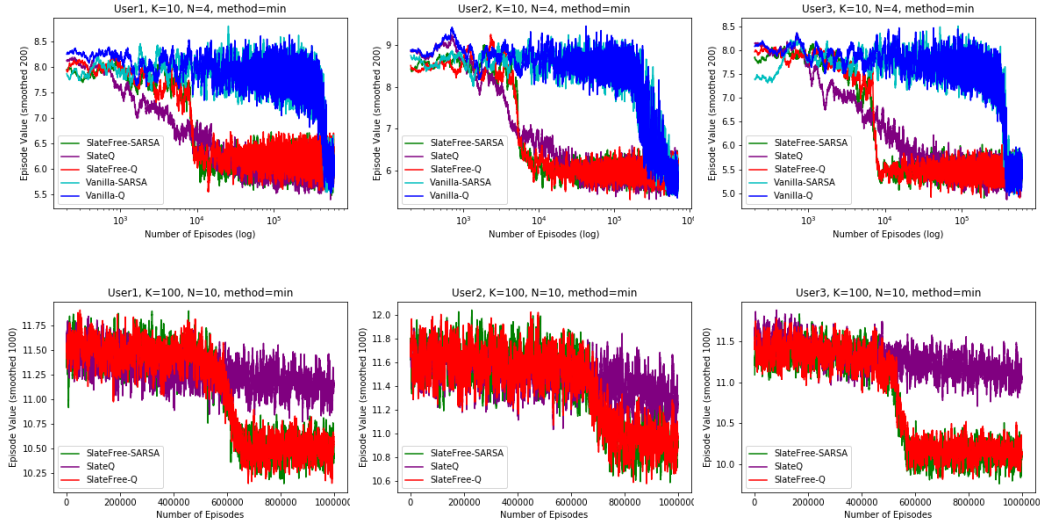 User1, K=10, N=4, method=min
Episode Value (smoothed 200)
8.5
8.0
7.5
7.0
6.5
6.0
5.5
SlateFree-SARSA
SlateQ
SlateFree-Q
Vanilla-SARSA
Vanilla-Q
10³
10⁴
10⁵
Number of Episodes (log)
User2, K=10, N=4, method=min
Episode Value (smoothed 200)
9
8
7
6
SlateFree-SARSA
SlateQ
SlateFree-Q
Vanilla-SARSA
Vanilla-Q
10³
10⁴
10⁵
10⁶
Number of Episodes (log)
User3, K=10, N=4, method=min
Episode Value (smoothed 200)
8.5
8.0
7.5
7.0
6.5
6.0
5.5
5.0
SlateFree-SARSA
SlateQ
SlateFree-Q
Vanilla-SARSA
Vanilla-Q
10³
10⁴
10⁵
Number of Episodes (log)
User1, K=100, N=10, method=min
Episode Value (smoothend 1000)
11.75
11.50
11.25
11.00
10.75
10.50
10.25
SlateFree-SARSA
SlateQ
SlateFree-Q
0 200000 400000 600000 800000 1000000
Number of Episodes
User2, K=100, N=10, method=min
Episode Value (smoothend 1000)
12.0
11.8
11.6
11.4
11.2
11.0
10.8
10.6
SlateFree-SARSA
SlateQ
SlateFree-Q
0 200000 400000 600000 800000 1000000
Number of Episodes
User3, K=100, N=10, method=min
Episode Value (smoothend 1000)
11.5
11.0
10.5
10.0
SlateFree-SARSA
SlateQ
SlateFree-Q
0 200000 400000 600000 800000 1000000
Number of Episodes